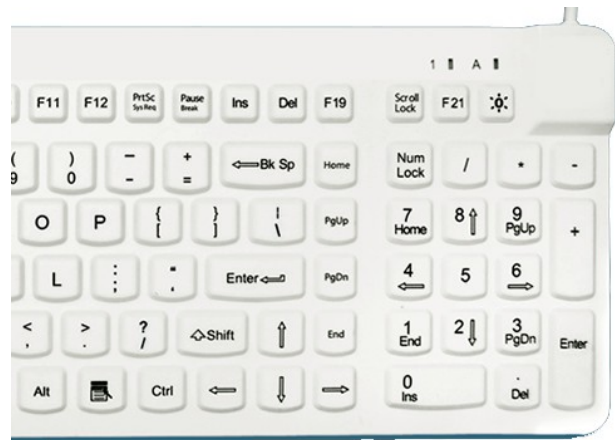 1 A
F11 F12 PrtSc Pause Ins Del F19 Scroll F21
Sys Req Break Lock
( ) — + Bk Sp Home Num / * -
9 0 - = Lock
O P { } ¦ PgUp 7 8 9 +
[ ] \ Home PgUp
L : " Enter PgDn 4 5 6
; '
< > ? Shift End 1 2 3 Enter
, . / End PgDn
Alt Ctrl 0 .
Ins Del